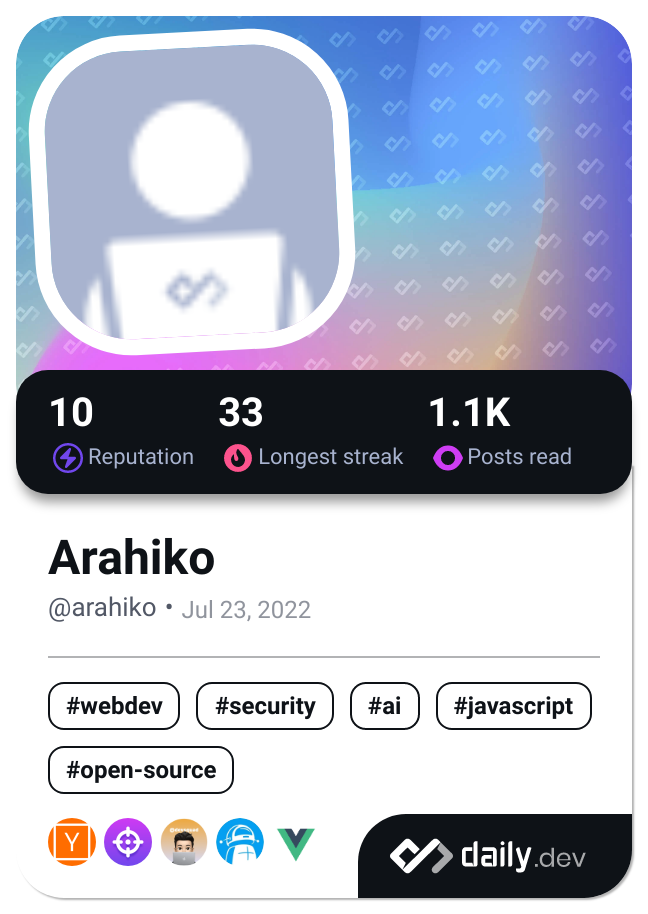 10 33 1.1K
Reputation Longest streak Posts read
Arahiko
@arahiko • Jul 23, 2022
#webdev #security #ai #javascript
#open-source
Y
daily.dev